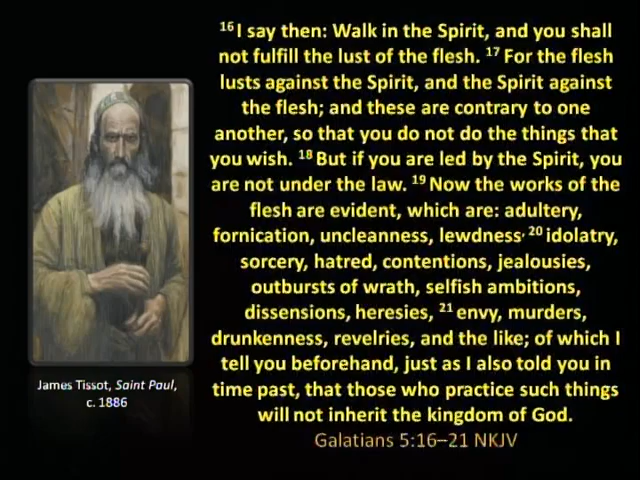 ¹⁶ I say then: Walk in the Spirit, and you shall
not fulfill the lust of the flesh. ¹⁷ For the flesh
lusts against the Spirit, and the Spirit against
the flesh; and these are contrary to one
another, so that you do not do the things that
you wish. ¹⁸ But if you are led by the Spirit, you
are not under the law. ¹⁹ Now the works of the
flesh are evident, which are: adultery,
fornication, uncleanness, lewdness, ²⁰ idolatry,
sorcery, hatred, contentions, jealousies,
outbursts of wrath, selfish ambitions,
dissensions, heresies, ²¹ envy, murders,
drunkenness, revelries, and the like; of which I
tell you beforehand, just as I also told you in
time past, that those who practice such things
will not inherit the kingdom of God.
Galatians 5:16–21 NKJV
James Tissot, Saint Paul,
c. 1886